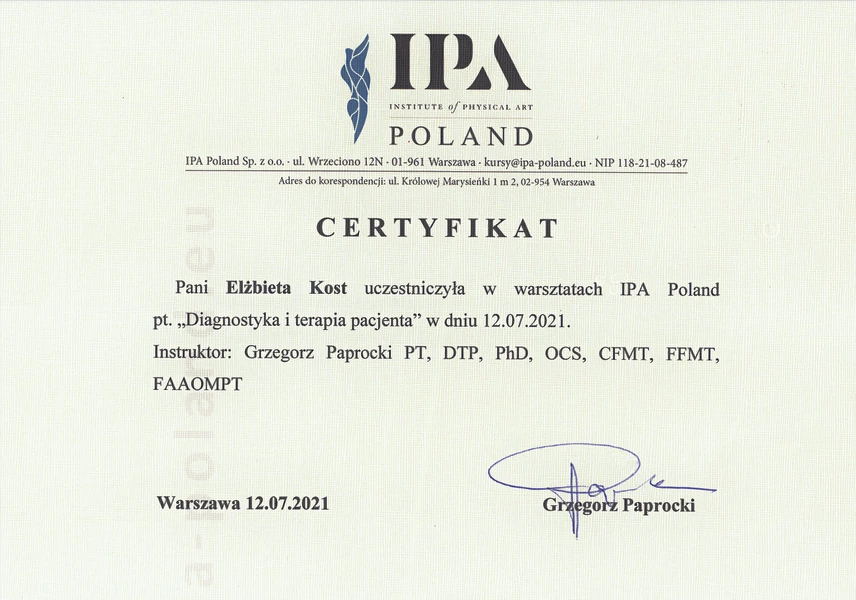 IPA
INSTITUTE of PHYSICAL ART
POLAND
IPA Poland Sp. z o.o. · ul. Wrzeciono 12N · 01-961 Warszawa · kursy@ipa-poland.eu · NIP 118-21-08-487
Adres do korespondencji: ul. Królowej Marysieńki 1 m 2, 02-954 Warszawa
CERTYFIKAT
Pani Elżbieta Kost uczestniczyła w warsztatach IPA Poland
pt. „Diagnostyka i terapia pacjenta” w dniu 12.07.2021.
Instruktor: Grzegorz Paprocki PT, DTP, PhD, OCS, CFMT, FFMT,
FAAOMPT
Warszawa 12.07.2021
Grzegorz Paprocki
a-poland.eu